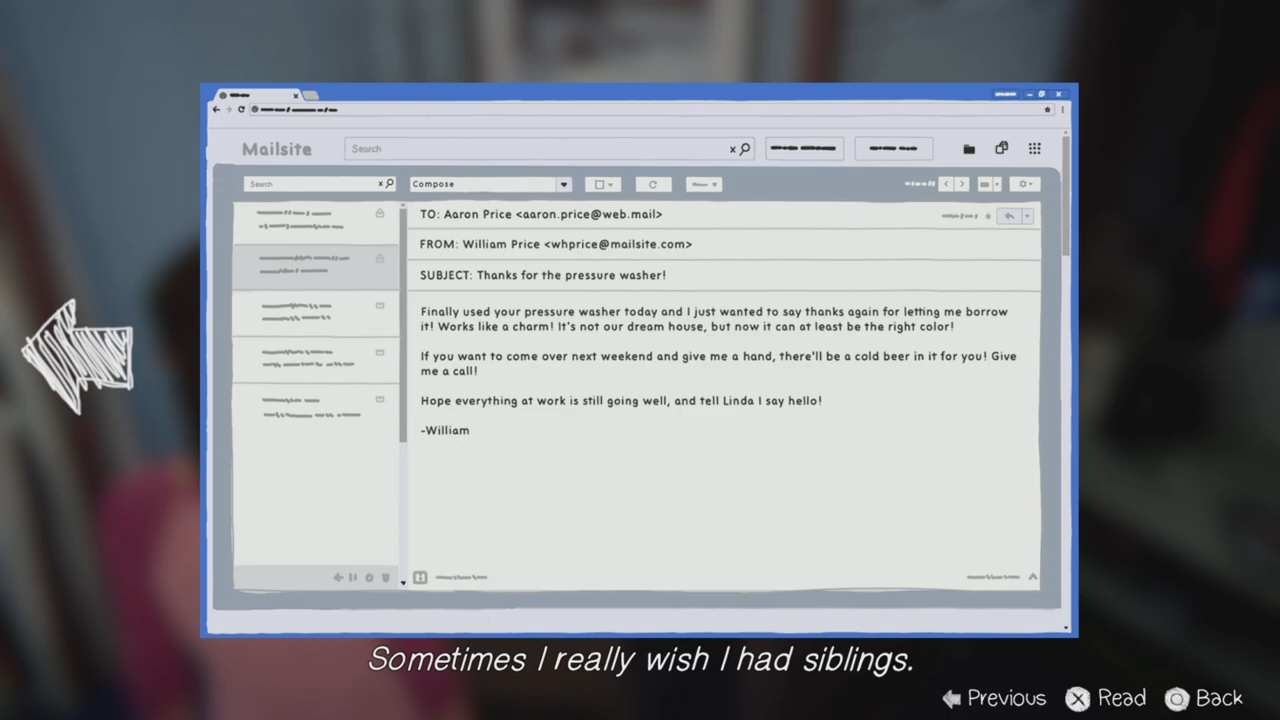 Mailsite
Search
x
Search
x
Compose
TO: Aaron Price <aaron.price@web.mail>
FROM: William Price <whprice@mailsite.com>
SUBJECT: Thanks for the pressure washer!
Finally used your pressure washer today and I just wanted to say thanks again for letting me borrow
it! Works like a charm! It's not our dream house, but now it can at least be the right color!
If you want to come over next weekend and give me a hand, there'll be a cold beer in it for you! Give
me a call!
Hope everything at work is still going well, and tell Linda I say hello!
-William
Sometimes I really wish I had siblings.
Previous
Read
Back